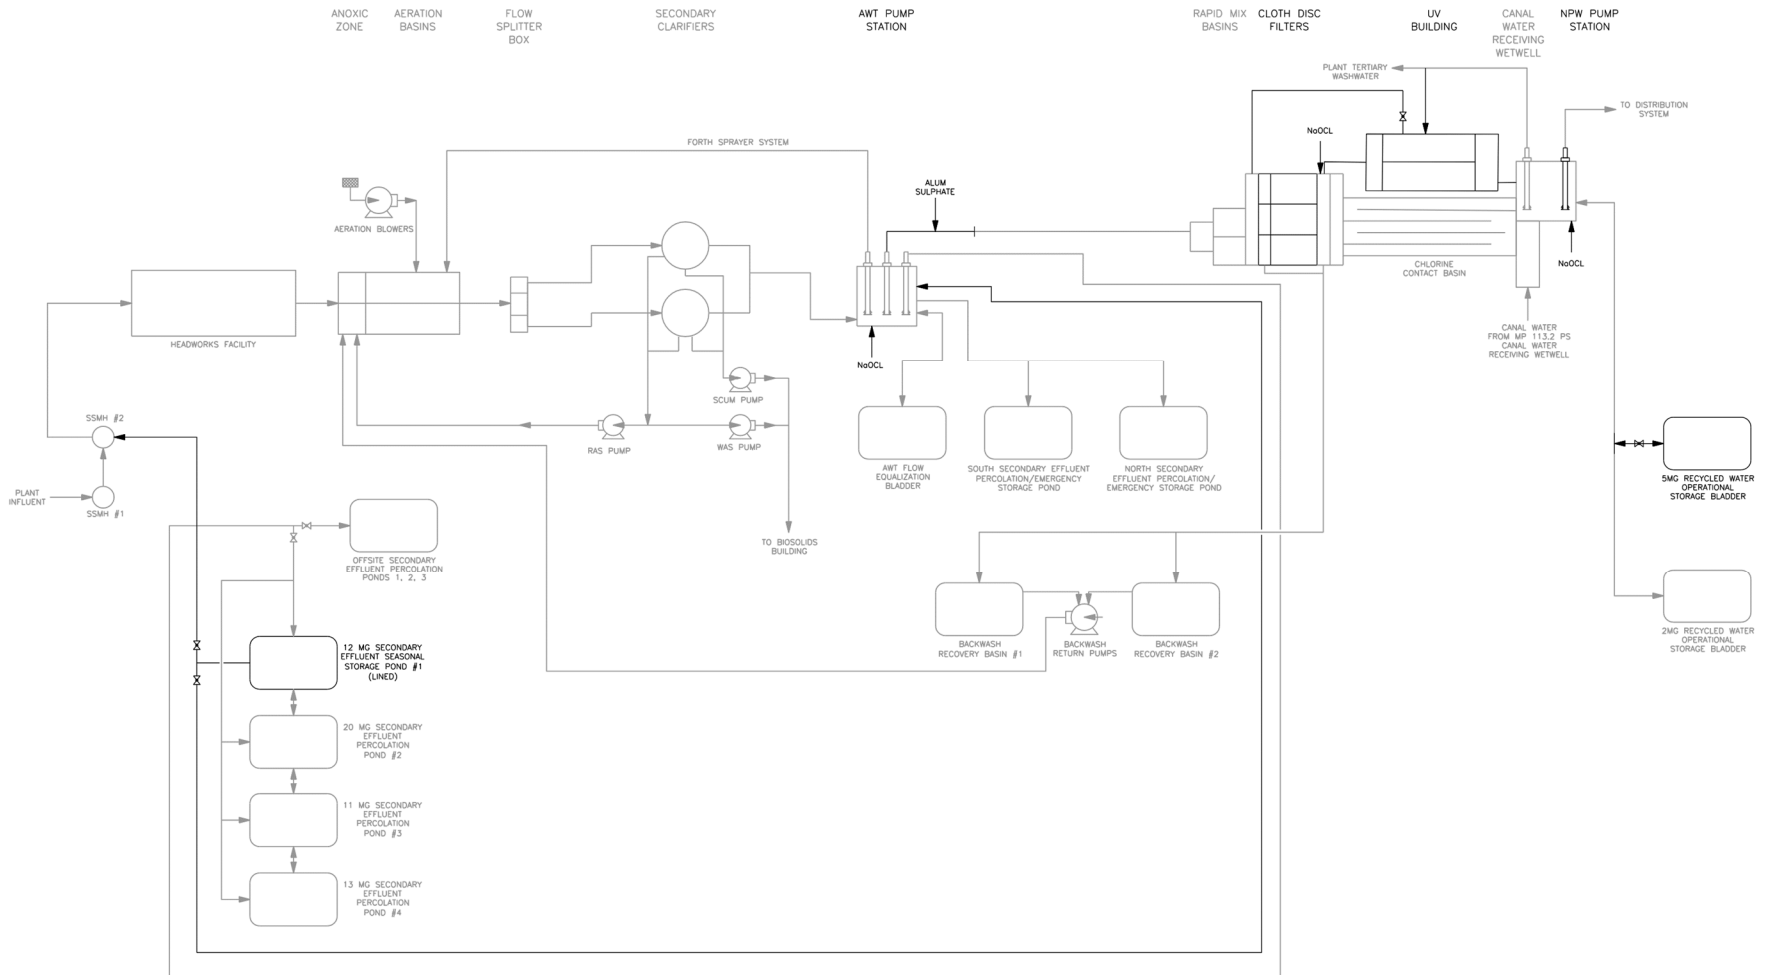 ANOXIC
ZONE
AERATION
BASINS
FLOW
SPLITTER
BOX
SECONDARY
CLARIFIERS
AWT PUMP
STATION
RAPID MIX
BASINS
CLOTH DISC
FILTERS
UV
BUILDING
CANAL
WATER
RECEIVING
WETWELL
NPW PUMP
STATION
PLANT TERTIARY
WASHWATER
TO DISTRIBUTION
SYSTEM
NaOCL
FORTH SPRAYER SYSTEM
ALUM
SULPHATE
AERATION BLOWERS
CHLORINE
CONTACT BASIN
NaOCL
HEADWORKS FACILITY
NaOCL
CANAL WATER
FROM MP 113.2 PS
CANAL WATER
RECEIVING WETWELL
SCUM PUMP
SSMH #2
RAS PUMP
WAS PUMP
AWT FLOW
EQUALIZATION
BLADDER
SOUTH SECONDARY EFFLUENT
PERCOLATION/EMERGENCY
STORAGE POND
NORTH SECONDARY
EFFLUENT PERCOLATION/
EMERGENCY STORAGE POND
5MG RECYCLED WATER
OPERATIONAL
STORAGE BLADDER
PLANT
INFLUENT
SSMH #1
TO BIOSOLIDS
BUILDING
OFFSITE SECONDARY
EFFLUENT PERCOLATION
PONDS 1, 2, 3
BACKWASH
RECOVERY BASIN #1
BACKWASH
RETURN PUMPS
BACKWASH
RECOVERY BASIN #2
2MG RECYCLED WATER
OPERATIONAL
STORAGE BLADDER
12 MG SECONDARY
EFFLUENT SEASONAL
STORAGE POND #1
(LINED)
20 MG SECONDARY
EFFLUENT
PERCOLATION
POND #2
11 MG SECONDARY
EFFLUENT
PERCOLATION
POND #3
13 MG SECONDARY
EFFLUENT
PERCOLATION
POND #4